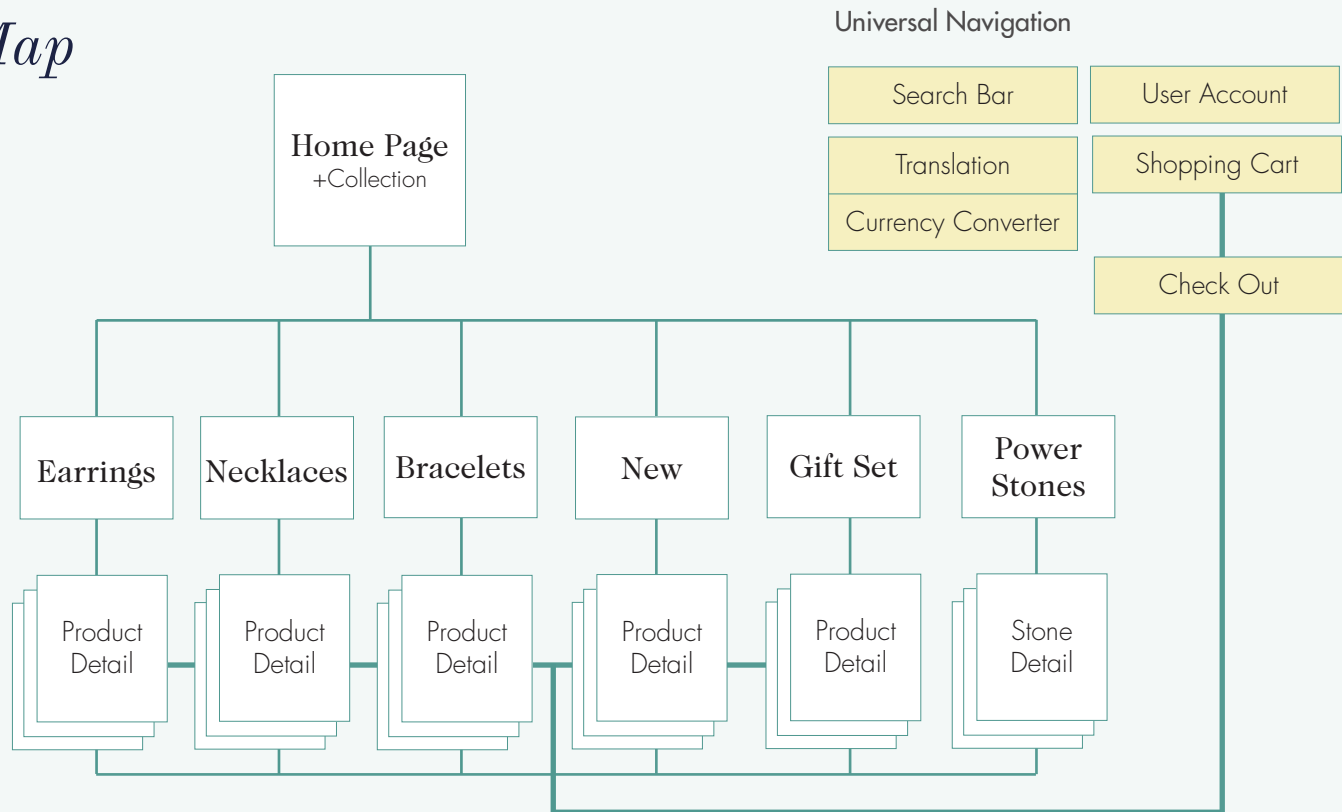 Map
Universal Navigation
Search Bar
User Account
Translation
Shopping Cart
Currency Converter
Check Out
Home Page
+Collection
Earrings
Necklaces
Bracelets
New
Gift Set
Power
Stones
Product
Detail
Product
Detail
Product
Detail
Product
Detail
Product
Detail
Stone
Detail